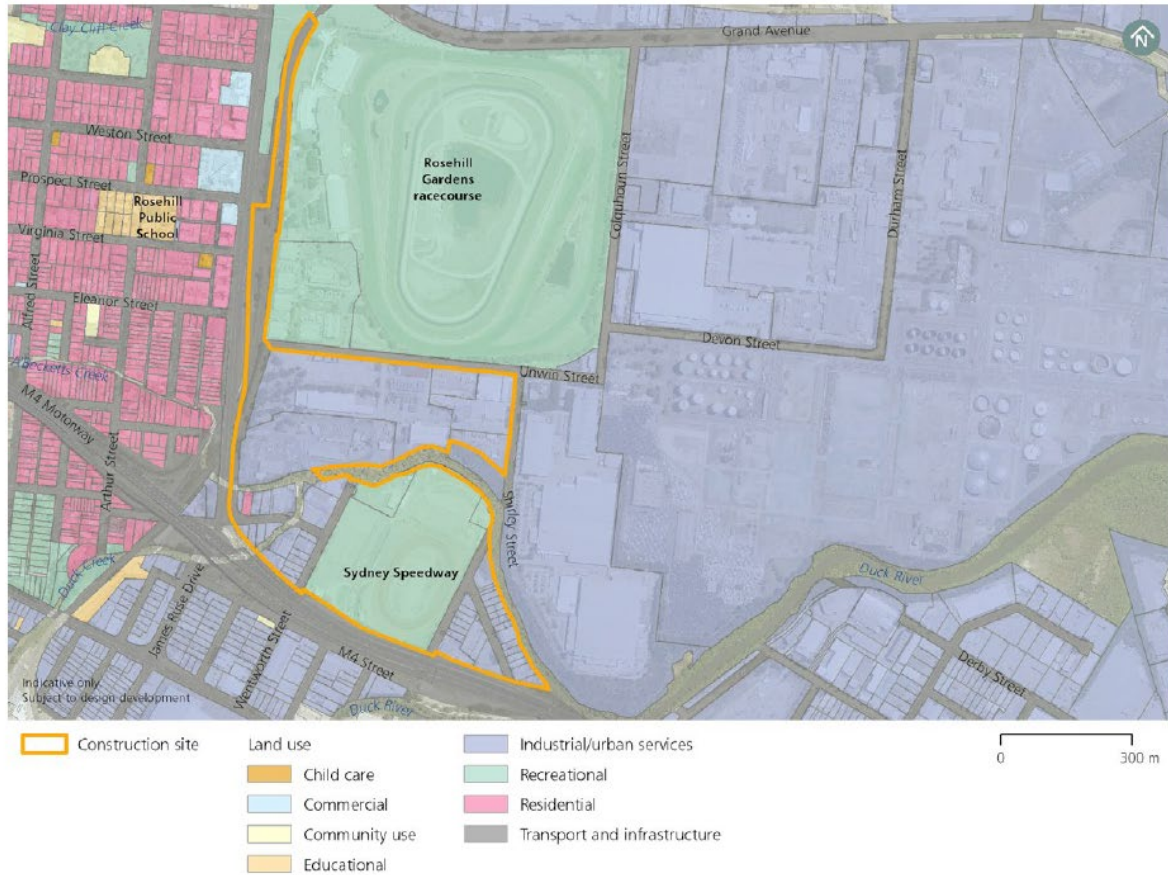 Clay Cliff Creek
Grand Avenue
N
Weston Street
Prospect Street
Rosehill
Public
School
Virginia Street
Alfred Street
Eleanor Street
A'Becketts Creek
M4 Motorway
Arthur Street
Rosehill
Gardens
racecourse
Colquhoun Street
Durham Street
Devon Street
Unwin Street
Shirley Street
Sydney Speedway
Duck Creek
James Ruse Drive
Wentworth Street
M4 Street
Duck River
Duck River
Derby Street
Indicative only.
Subject to design development
Construction site
Land use
Child care
Commercial
Community use
Educational
Industrial/urban services
Recreational
Residential
Transport and infrastructure
0 300 m